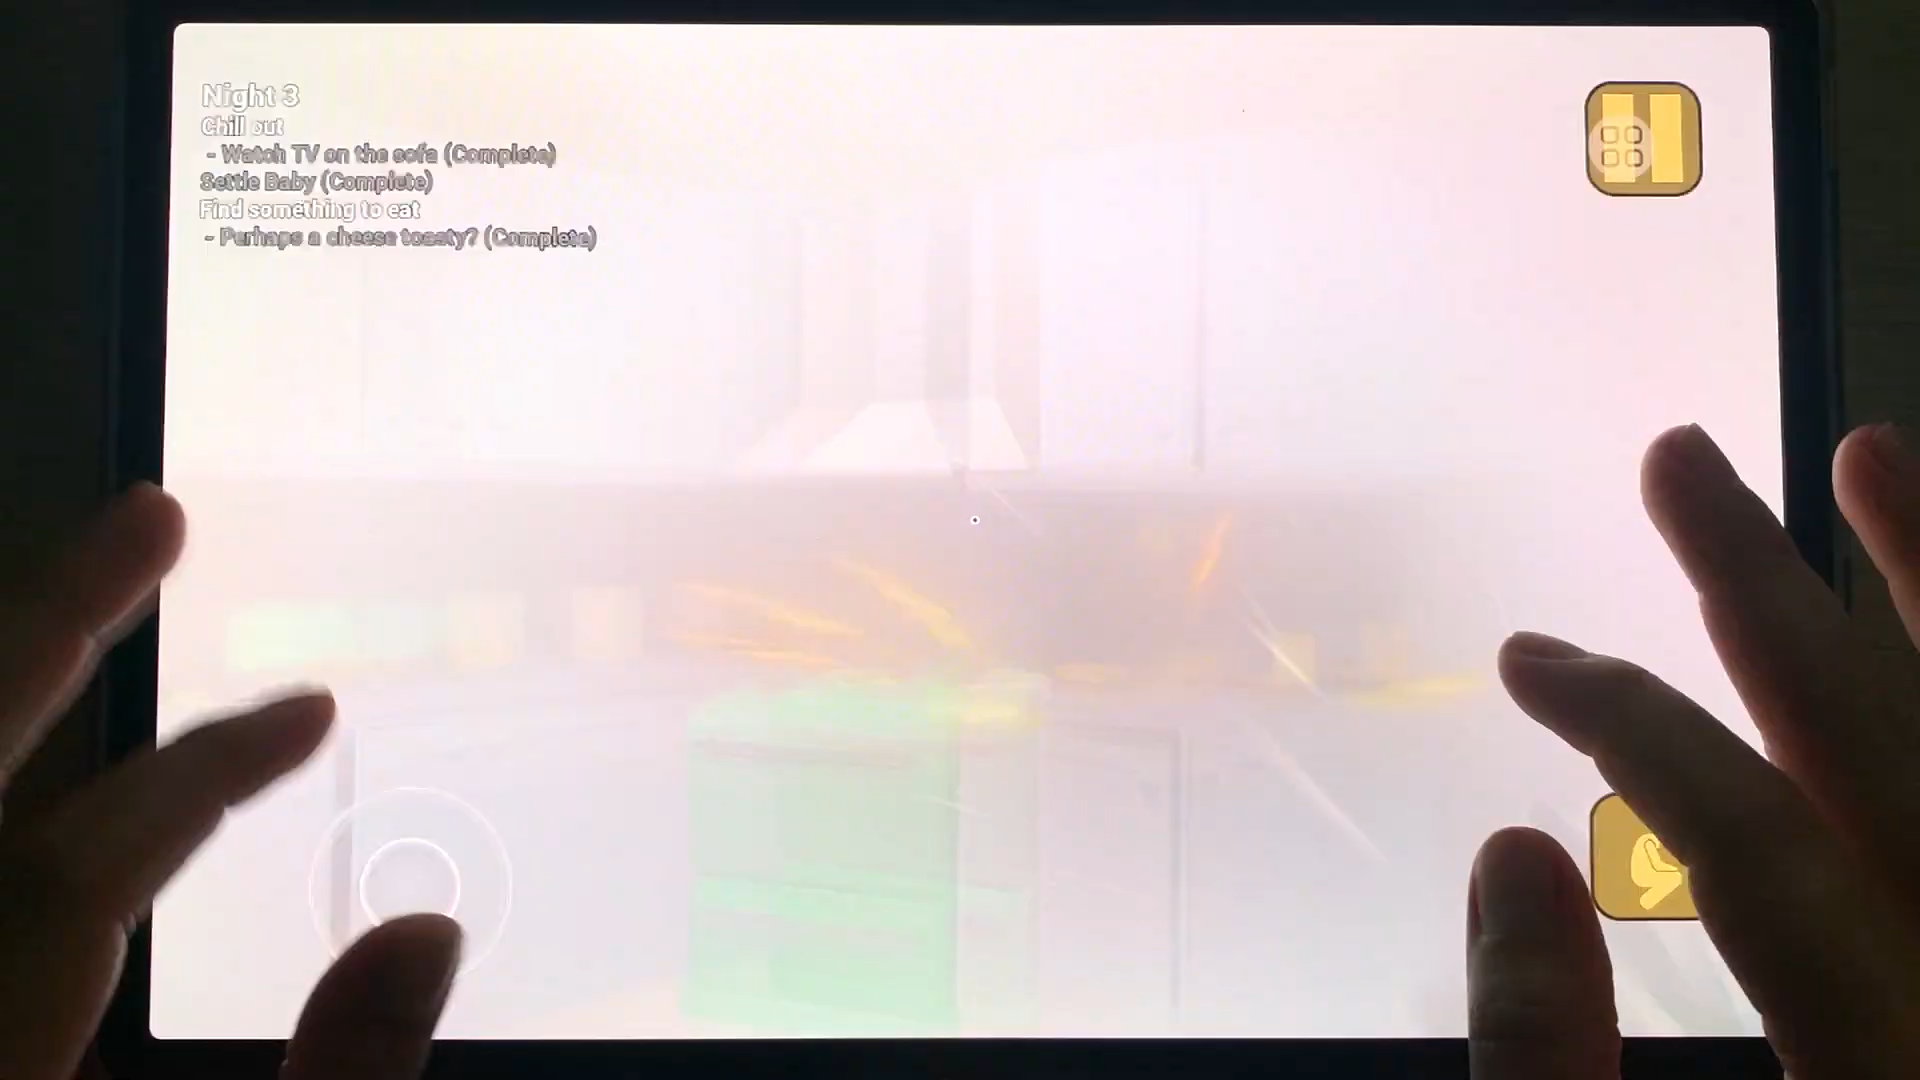 Night 3
Chill out
- Watch TV on the sofa (Complete)
Settle Baby (Complete)
Find something to eat
- Perhaps a cheese toasty? (Complete)